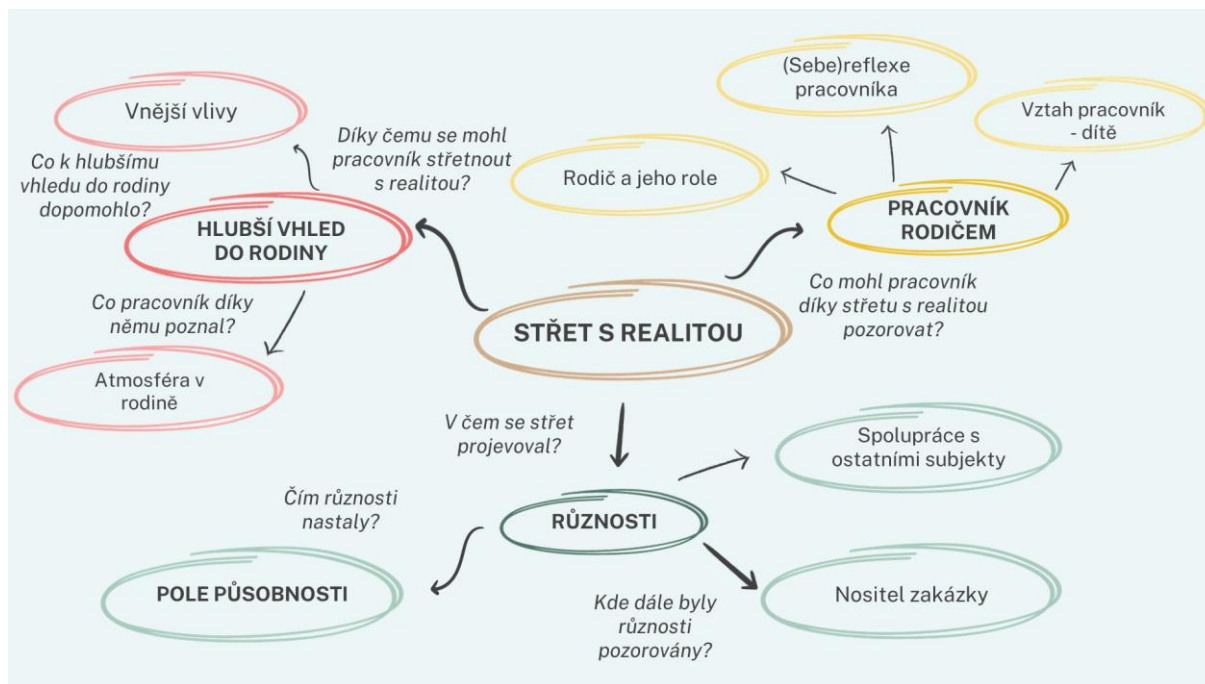 (Sebe)reflexe
pracovníka
Vnější vlivy
Vztah pracovník
- dítě
Díky čemu se mohl
pracovník střetnout
s realitou?
Co k hlubšímu
vhledu do rodiny
dopomohlo?
Rodič a jeho role
PRACOVNÍK
RODIČEM
HLUBŠÍ VHLED
DO RODINY
Co mohl pracovník
díky střetu s realitou
pozorovat?
Co pracovník díky
němu poznal?
STŘET S REALITOU
Atmosféra v
rodině
V čem se střet
projevoval?
Spolupráce s
ostatními subjekty
Čím různosti
nastaly?
RŮZNOSTI
POLE PŮSOBNOSTI
Nositel zakázky
Kde dále byly
různosti
pozorovány?